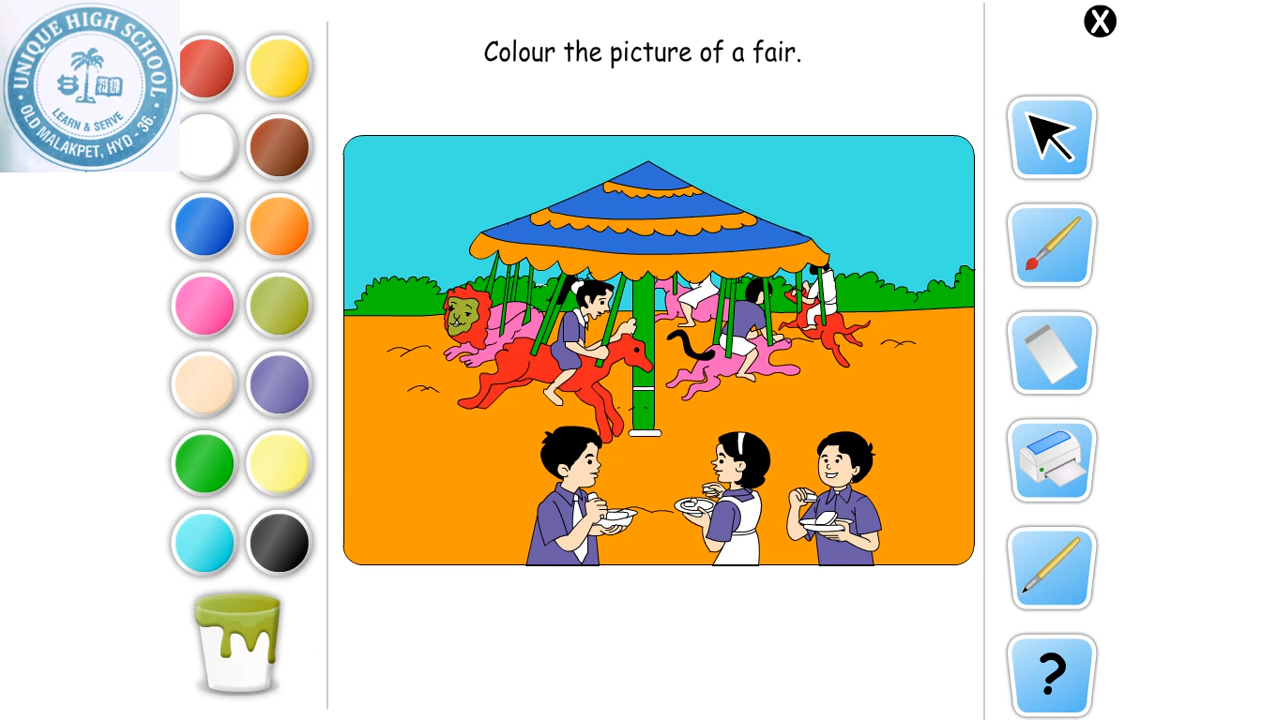 UNIQUE HIGH SCHOOL
LEARN & SERVE
OLD MALAKPET, HYD - 36.
Colour the picture of a fair.
X
?